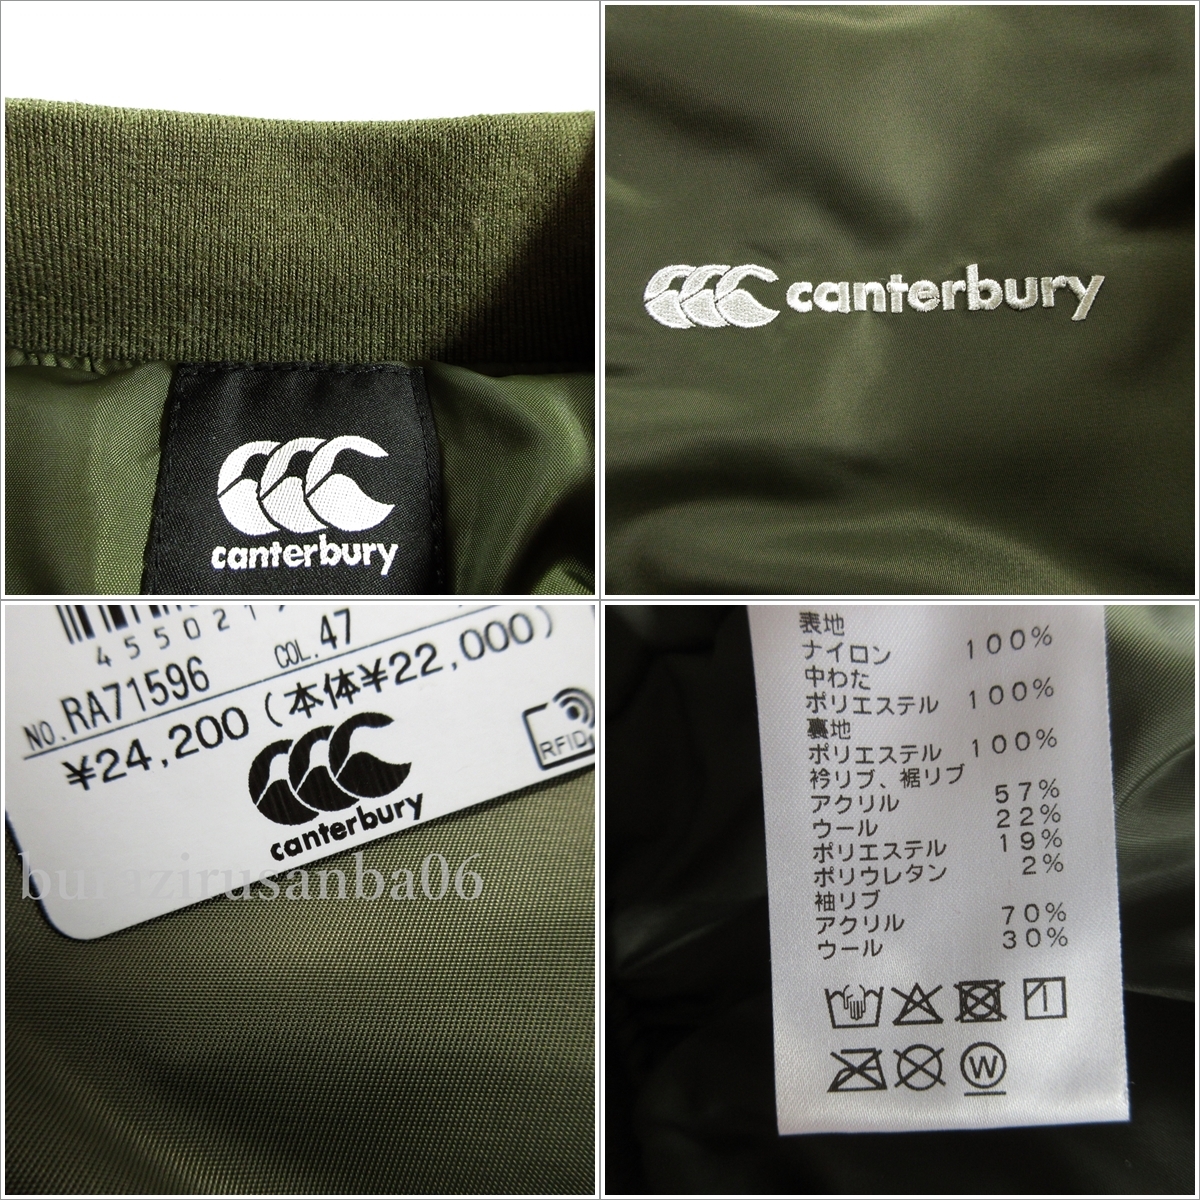 canterbury
canterbury
45502
NO. RA71596 COL. 47
¥24,200 (本体¥22,000)
RFID
canterbury
burezirusanba06
表地
ナイロン 100%
中わた
ポリエステル 100%
裏地
ポリエステル 100%
衿リブ、裾リブ
アクリル 57%
ウール 22%
ポリエステル 19%
ポリウレタン 2%
袖リブ
アクリル 70%
ウール 30%
W